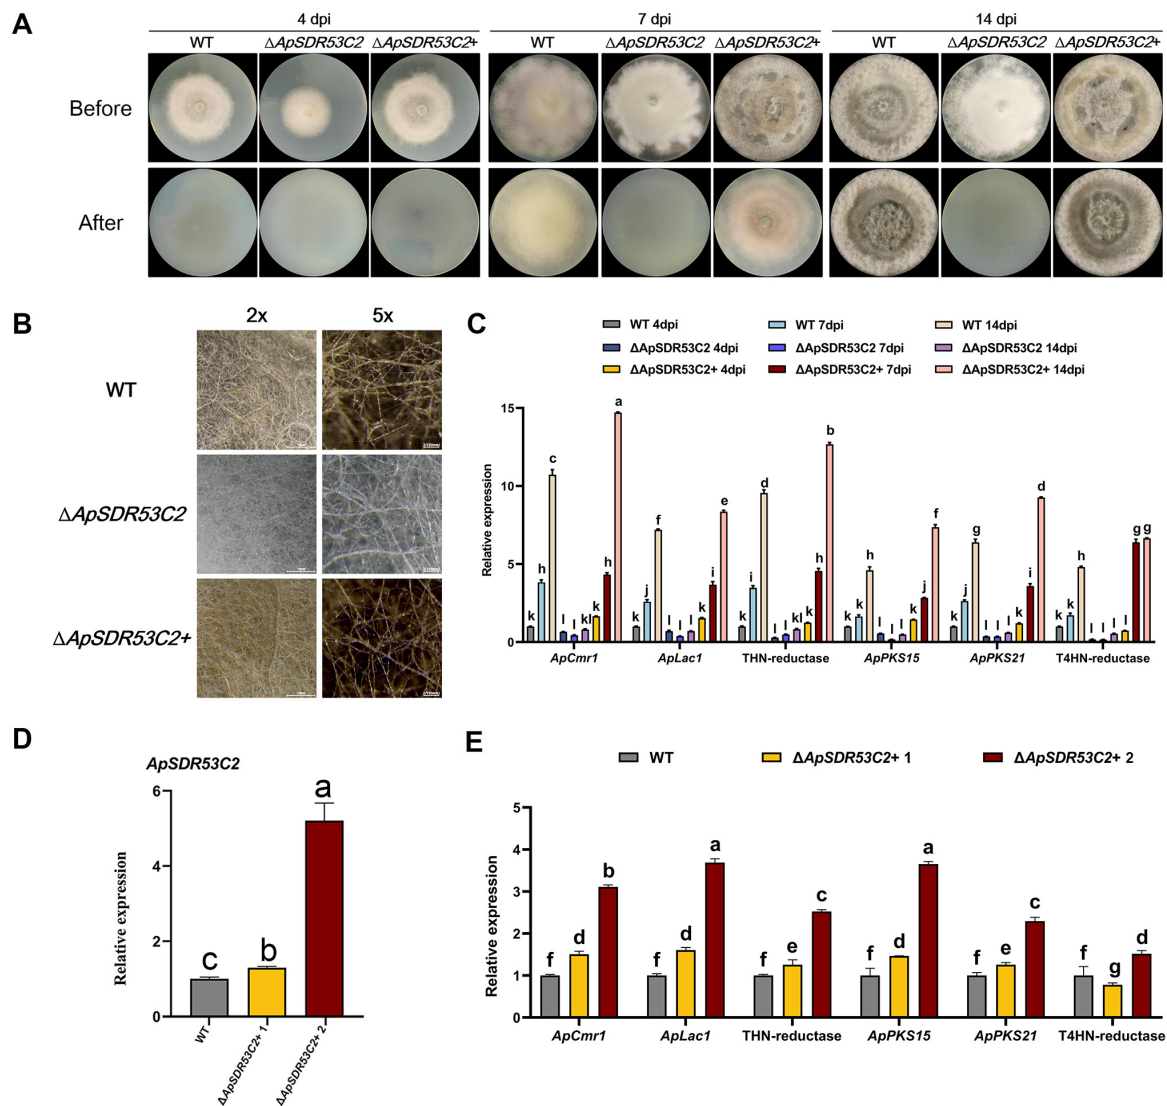 A
4 dpi 7 dpi 14 dpi
WT ΔApSDR53C2 ΔApSDR53C2+ WT ΔApSDR53C2 ΔApSDR53C2+ WT ΔApSDR53C2 ΔApSDR53C2+
Before
After
B
2x 5x
WT
ΔApSDR53C2
ΔApSDR53C2+
C
WT 4dpi WT 7dpi WT 14dpi
ΔApSDR53C2 4dpi ΔApSDR53C2 7dpi ΔApSDR53C2 14dpi
ΔApSDR53C2+ 4dpi ΔApSDR53C2+ 7dpi ΔApSDR53C2+ 14dpi
Relative expression
15
10
5
0
k h c l l kl k h a
k j f l l l k i e
k h d l l kl k h b
k k h l l l k j f
k j g l l l k i d
k k h l l l l g g
ApCmr1 ApLac1 THN-reductase ApPKS15 ApPKS21 T4HN-reductase
D
ApSDR53C2
Relative expression
6
4
2
0
c b a
WT ΔApSDR53C2+ 1 ΔApSDR53C2+ 2
E
WT ΔApSDR53C2+ 1 ΔApSDR53C2+ 2
Relative expression
5
4
3
2
1
0
f d b f d a f e c f d a f e c f g d
ApCmr1 ApLac1 THN-reductase ApPKS15 ApPKS21 T4HN-reductase